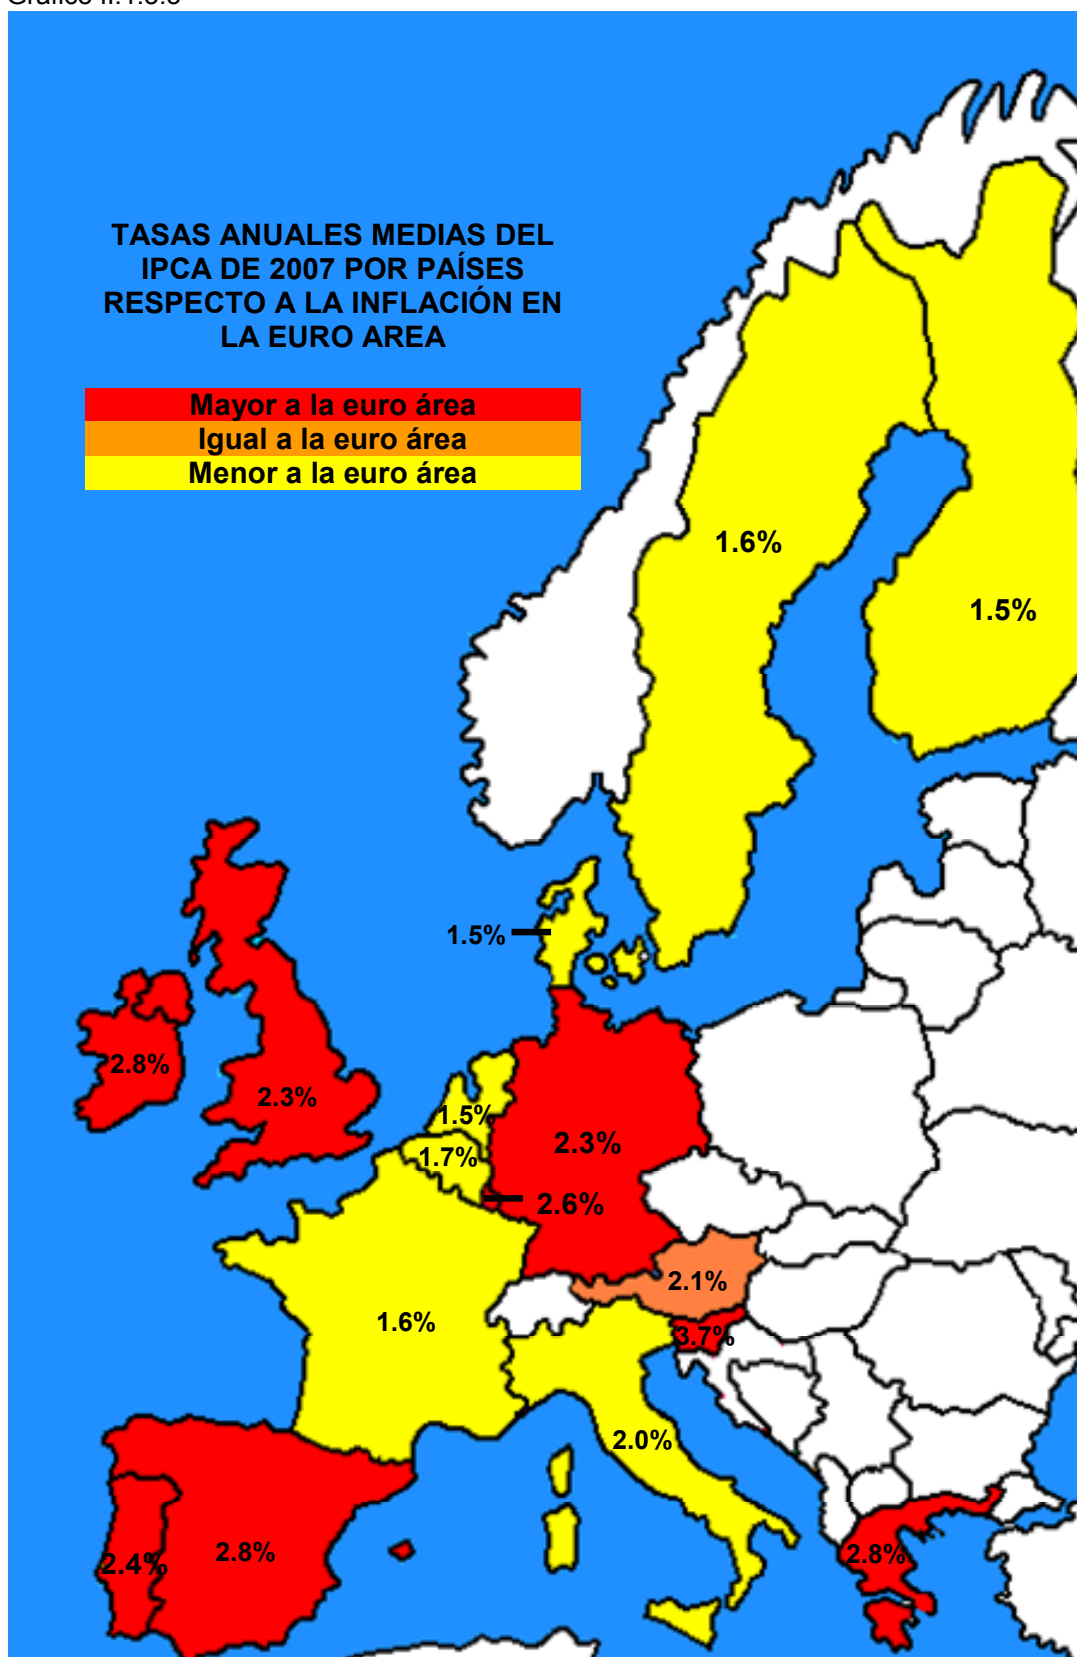 TASAS ANUALES MEDIAS DEL
IPCA DE 2007 POR PAÍSES
RESPECTO A LA INFLACIÓN EN
LA EURO AREA
Mayor a la euro área
Igual a la euro área
Menor a la euro área
1.6%
1.5%
1.5%
2.8%
2.3%
1.5%
2.3%
1.7%
2.6%
2.1%
1.6%
3.7%
2.0%
2.4%
2.8%
2.8%